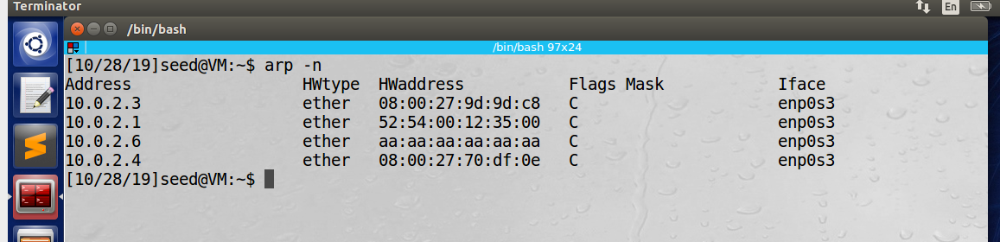 Terminator
En
/bin/bash
/bin/bash 97x24
[10/28/19]seed@VM:~$ arp -n
Address HWtype HWaddress Flags Mask Iface
10.0.2.3 ether 08:00:27:9d:9d:c8 C enp0s3
10.0.2.1 ether 52:54:00:12:35:00 C enp0s3
10.0.2.6 ether aa:aa:aa:aa:aa:aa C enp0s3
10.0.2.4 ether 08:00:27:70:df:0e C enp0s3
[10/28/19]seed@VM:~$